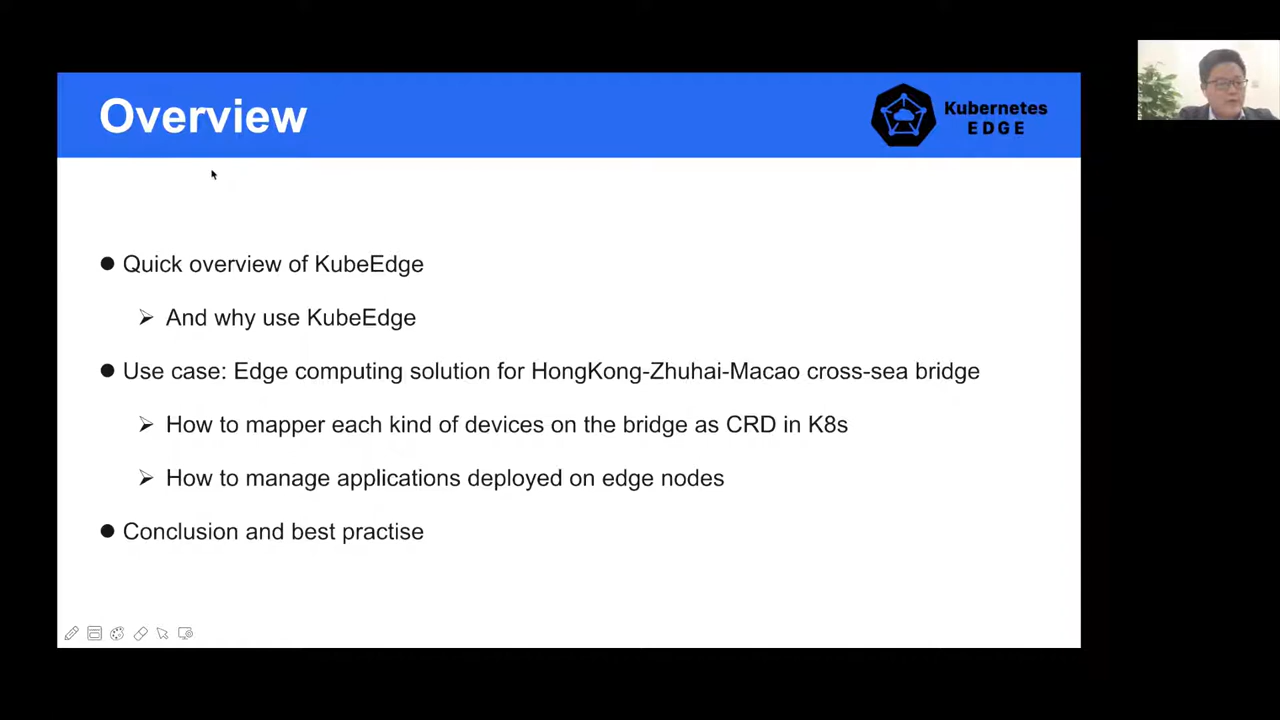 Overview
Kubernetes
EDGE
Quick overview of KubeEdge
And why use KubeEdge
Use case: Edge computing solution for HongKong-Zhuhai-Macao cross-sea bridge
How to mapper each kind of devices on the bridge as CRD in K8s
How to manage applications deployed on edge nodes
Conclusion and best practise